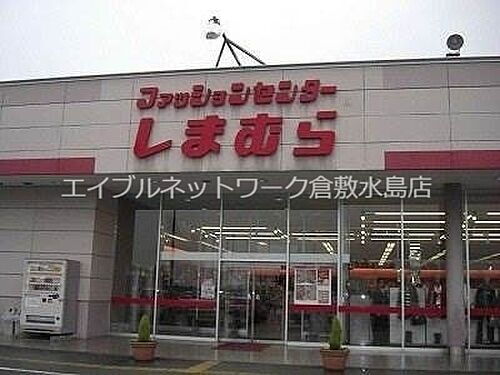 ファッションセンター
しまむら
エイブルネットワーク倉敷水島店